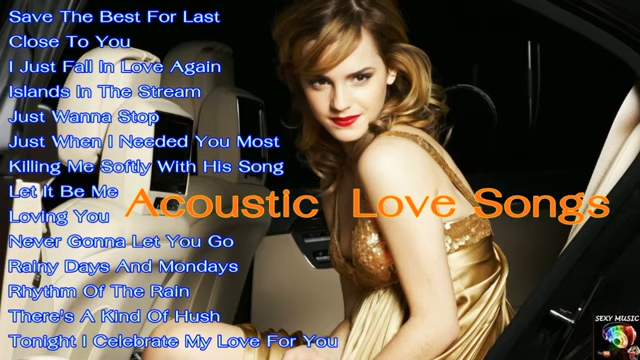 Save The Best For Last
Close To You
I Just Fall In Love Again
Islands In The Stream
Just Wanna Stop
Just When I Needed You Most
Killing Me Softly With His Song
Let It Be Me
Loving You
Acoustic Love Songs
Never Gonna Let You Go
Rainy Days And Mondays
Rhythm Of The Rain
There's A Kind Of Hush
Tonight I Celebrate My Love For You
SEXY MUSIC